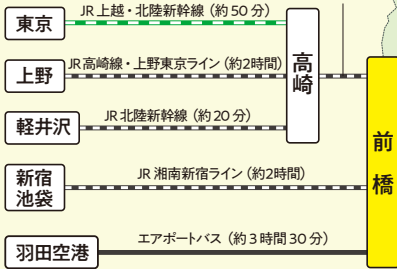 東京
JR上越・北陸新幹線（約50分）
上野
JR高崎線・上野東京ライン（約2時間）
高崎
軽井沢
JR北陸新幹線（約20分）
新宿
池袋
JR湘南新宿ライン（約2時間）
羽田空港
エアポートバス（約3時間30分）
前橋